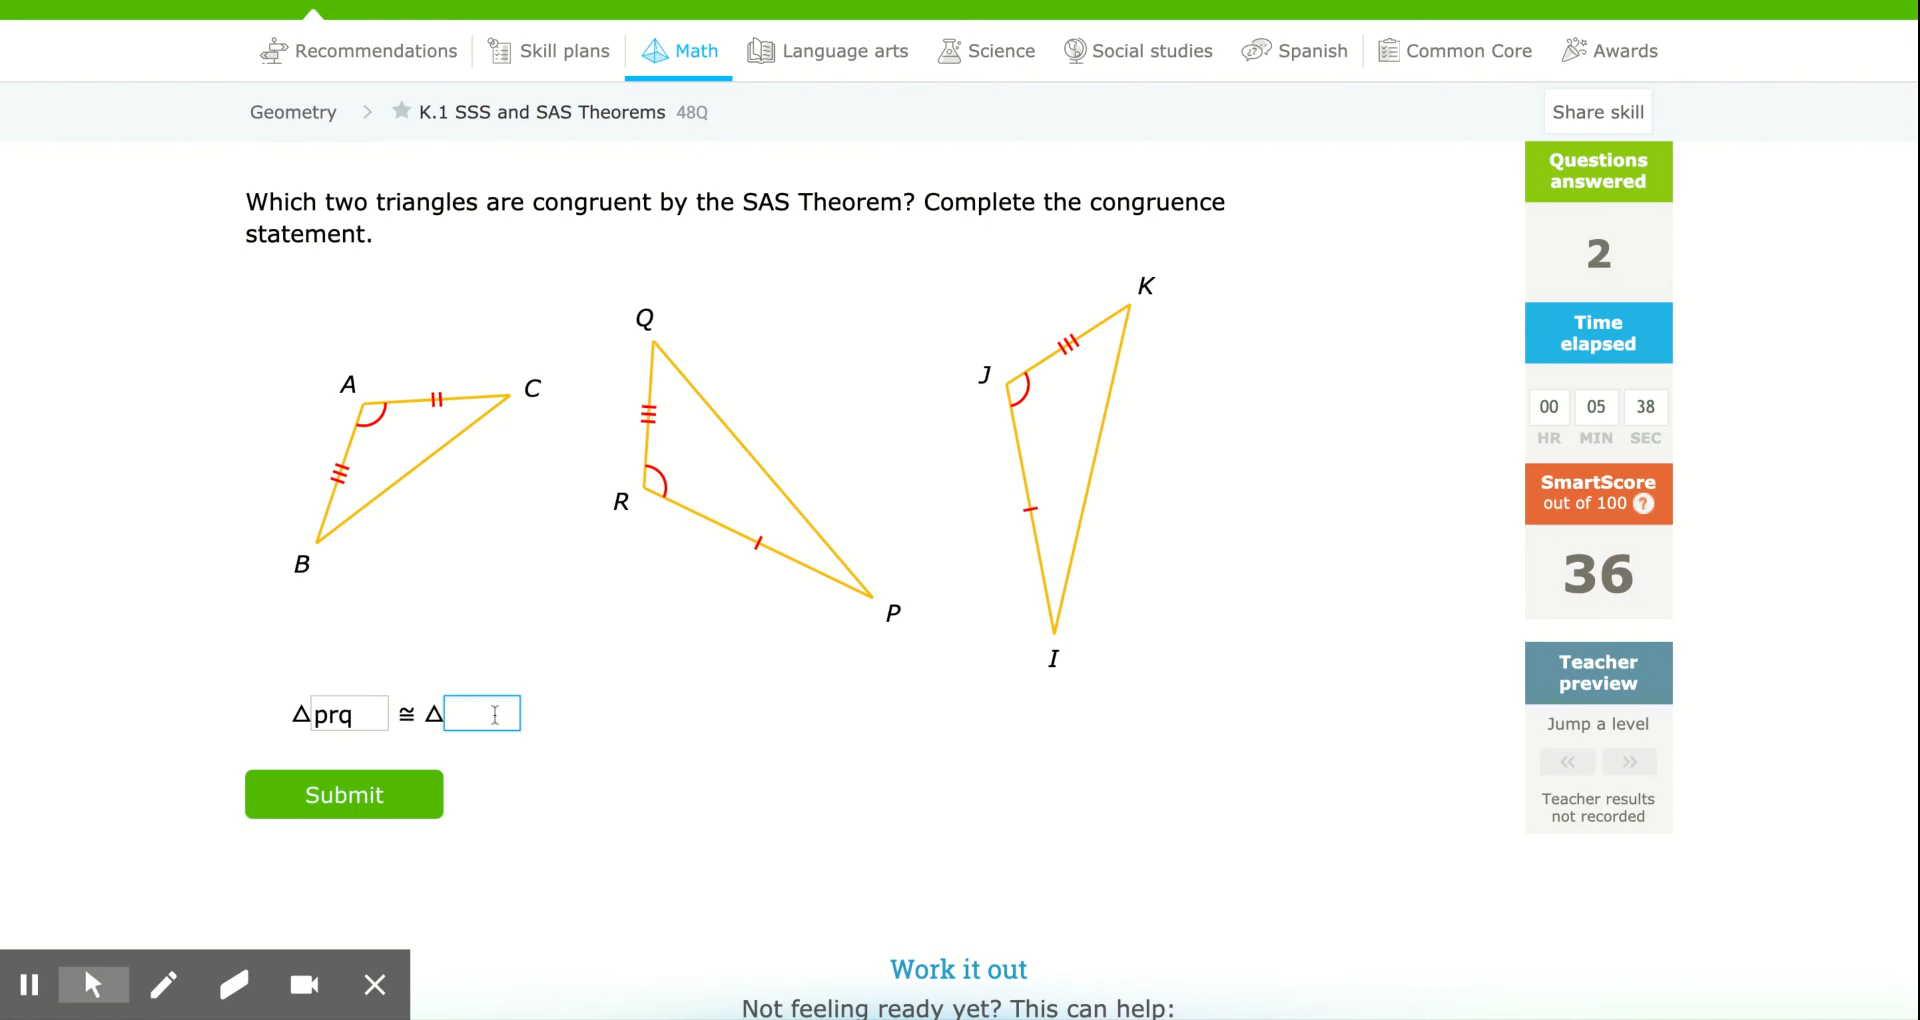 Recommendations Skill plans Math Language arts Science Social studies Spanish Common Core Awards
Geometry > K.1 SSS and SAS Theorems 48Q Share skill
Which two triangles are congruent by the SAS Theorem? Complete the congruence
statement.
Questions
answered
2
Time
elapsed
00 05 38
HR MIN SEC
SmartScore
out of 100 ?
36
Teacher
preview
Jump a level
<< >>
Teacher results
not recorded
A
C
B
Q
R
P
K
J
I
△prq ≅ △
Submit
Work it out
Not feeling ready yet? This can help: